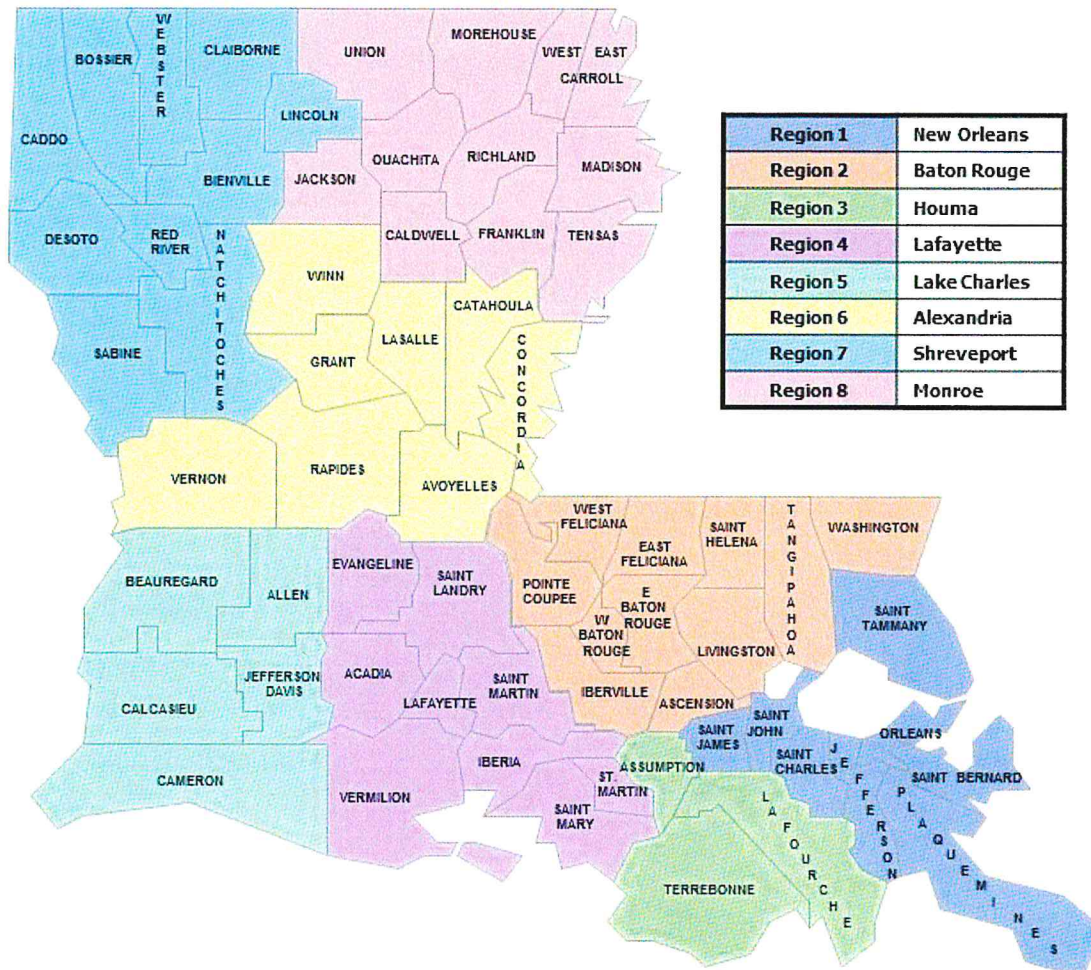 WEBSTER
BOSSIER
CLAIBORNE
UNION
MOREHOUSE
WEST
EAST
CARROLL
LINCOLN
CADDO
OUACHITA
RICHLAND
MADISON
BIENVILLE
JACKSON
DESOTO
RED
RIVER
NATCHITOCHES
CALDWELL
FRANKLIN
TENSAS
WINN
CATAHOULA
LASALLE
SABINE
GRANT
CONCORDIA
VERNON
RAPIDES
AVOYELLES
Region 1 New Orleans
Region 2 Baton Rouge
Region 3 Houma
Region 4 Lafayette
Region 5 Lake Charles
Region 6 Alexandria
Region 7 Shreveport
Region 8 Monroe
WEST
FELICIANA
EAST
FELICIANA
SAINT
HELENA
TANGIPAHOA
WASHINGTON
BEAUREGARD
ALLEN
EVANGELINE
SAINT
LANDRY
POINTE
COUPEE
E
BATON
ROUGE
W
BATON
ROUGE
LIVINGSTON
SAINT
TAMMANY
CALCASIEU
JEFFERSON
DAVIS
ACADIA
LAFAYETTE
SAINT
MARTIN
IBERVILLE
ASCENSION
SAINT
JAMES
SAINT
JOHN
SAINT
CHARLES
JEFFERSON
ORLEANS
SAINT BERNARD
PLAQUEMINES
CAMERON
VERMILION
IBERIA
ST.
MARTIN
SAINT
MARY
ASSUMPTION
LAFOURCHE
TERREBONNE